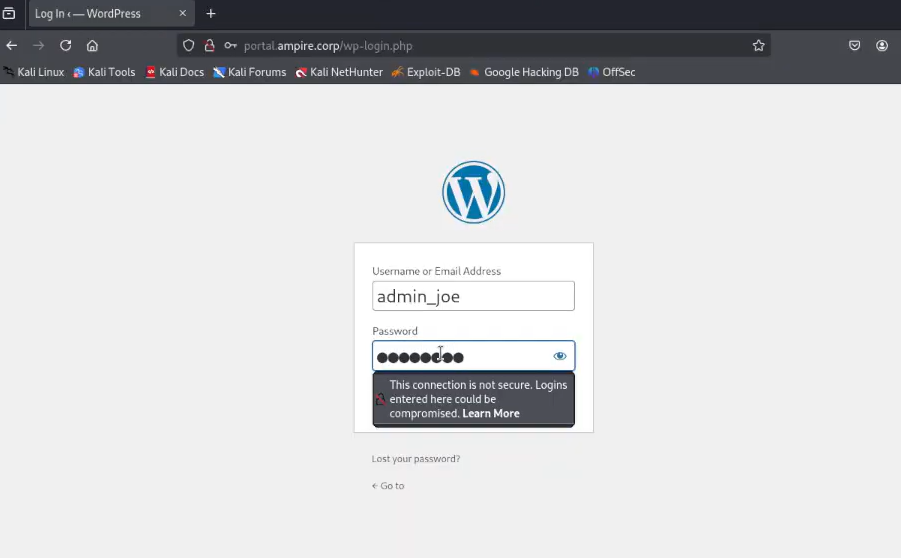 Log In ‹ — WordPress
portal.ampire.corp/wp-login.php
Kali Linux Kali Tools Kali Docs Kali Forums Kali NetHunter Exploit-DB Google Hacking DB OffSec
Username or Email Address
admin_joe
Password
This connection is not secure. Logins
entered here could be
compromised. Learn More
Lost your password?
← Go to